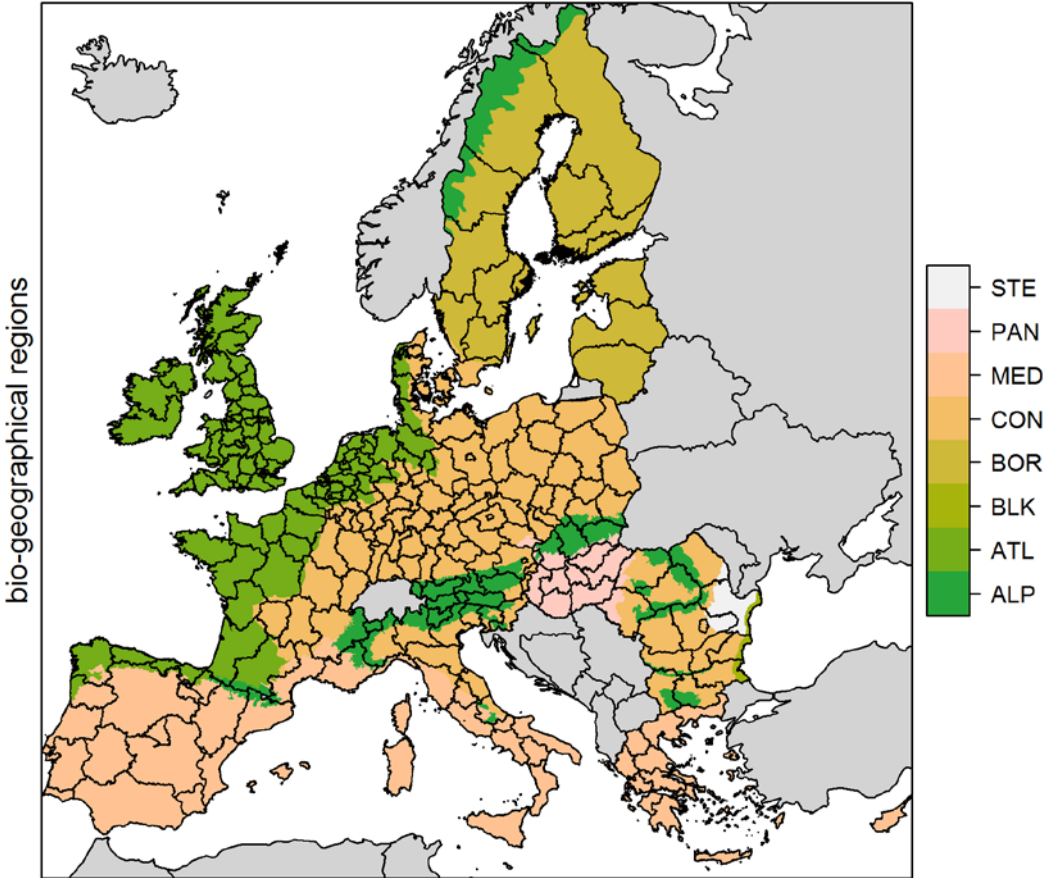 bio-geographical regions
STE
PAN
MED
CON
BOR
BLK
ATL
ALP